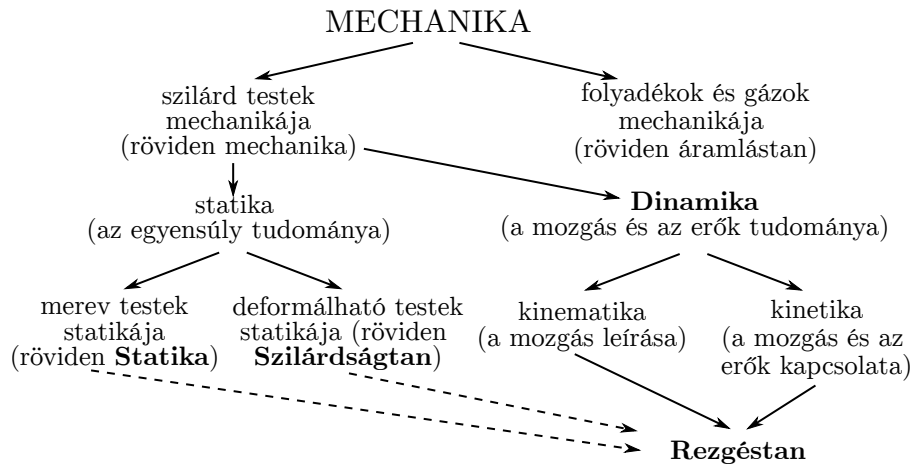 MECHANIKA
szilárd testek
mechanikája
(röviden mechanika)
folyadékok és gázok
mechanikája
(röviden áramlástan)
statika
(az egyensúly tudománya)
Dinamika
(a mozgás és az erők tudománya)
merev testek
statikája
(röviden Statika)
deformálható testek
statikája (röviden
Szilárdságtan)
kinematika
(a mozgás leírása)
kinetika
(a mozgás és az
erők kapcsolata)
Rezgéstan